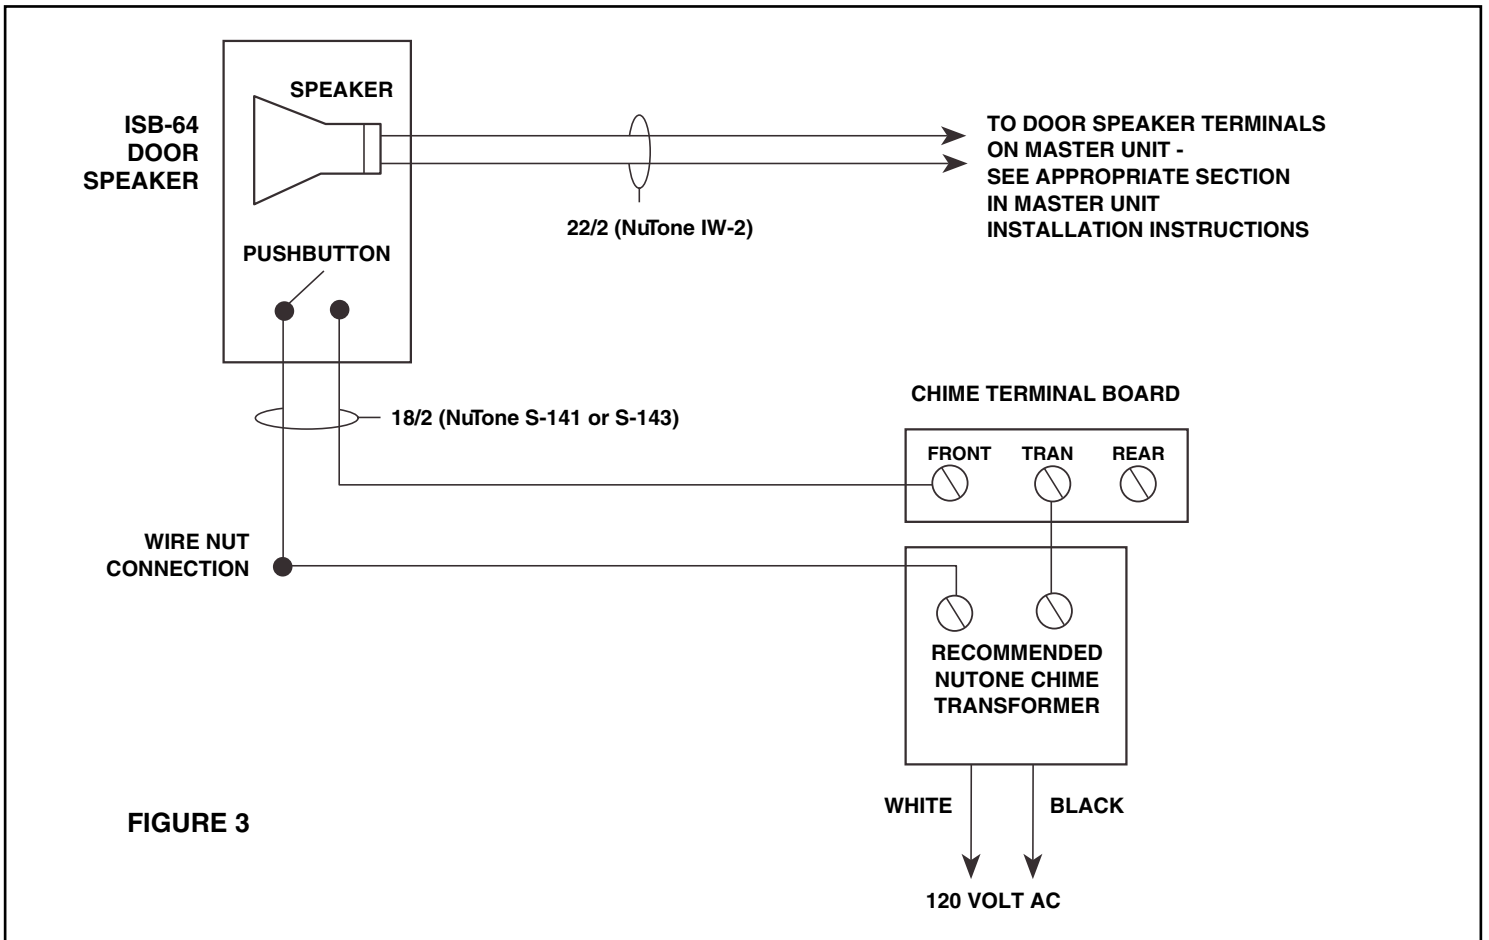 SPEAKER
ISB-64
DOOR
SPEAKER
TO DOOR SPEAKER TERMINALS
ON MASTER UNIT -
SEE APPROPRIATE SECTION
IN MASTER UNIT
INSTALLATION INSTRUCTIONS
22/2 (NuTone IW-2)
PUSHBUTTON
18/2 (NuTone S-141 or S-143)
CHIME TERMINAL BOARD
FRONT TRAN REAR
WIRE NUT
CONNECTION
RECOMMENDED
NUTONE CHIME
TRANSFORMER
WHITE BLACK
120 VOLT AC
FIGURE 3